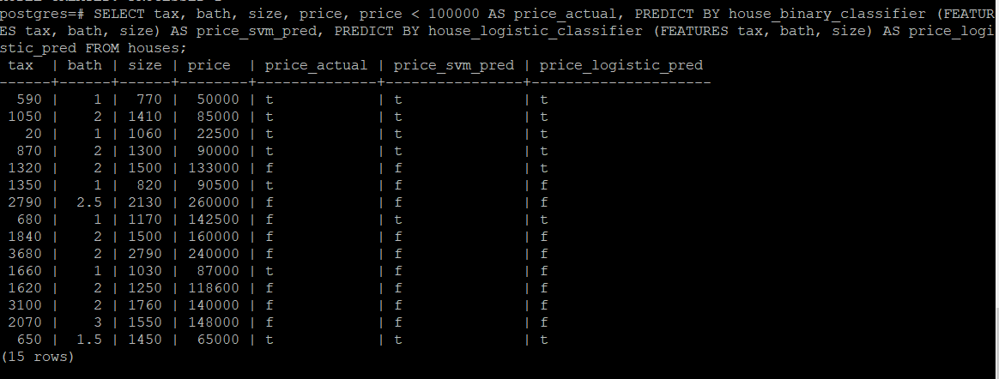 postgres=# SELECT tax, bath, size, price, price < 100000 AS price_actual, PREDICT BY house_binary_classifier (FEATUR
ES tax, bath, size) AS price_svm_pred, PREDICT BY house_logistic_classifier (FEATURES tax, bath, size) AS price_logi
stic_pred FROM houses;
 tax  | bath | size | price  | price_actual | price_svm_pred | price_logistic_pred
------+------+------+--------+--------------+----------------+---------------------
  590 |    1 |  770 |  50000 | t            | t              | t
 1050 |    2 | 1410 |  85000 | t            | t              | t
   20 |    1 | 1060 |  22500 | t            | t              | t
  870 |    2 | 1300 |  90000 | t            | t              | t
 1320 |    2 | 1500 | 133000 | f            | f              | t
 1350 |    1 |  820 |  90500 | t            | f              | f
 2790 |  2.5 | 2130 | 260000 | f            | f              | f
  680 |    1 | 1170 | 142500 | f            | t              | t
 1840 |    2 | 1500 | 160000 | f            | f              | f
 3680 |    2 | 2790 | 240000 | f            | f              | f
 1660 |    1 | 1030 |  87000 | t            | f              | f
 1620 |    2 | 1250 | 118600 | f            | f              | f
 3100 |    2 | 1760 | 140000 | f            | f              | f
 2070 |    3 | 1550 | 148000 | f            | f              | f
  650 |  1.5 | 1450 |  65000 | t            | t              | t
(15 rows)